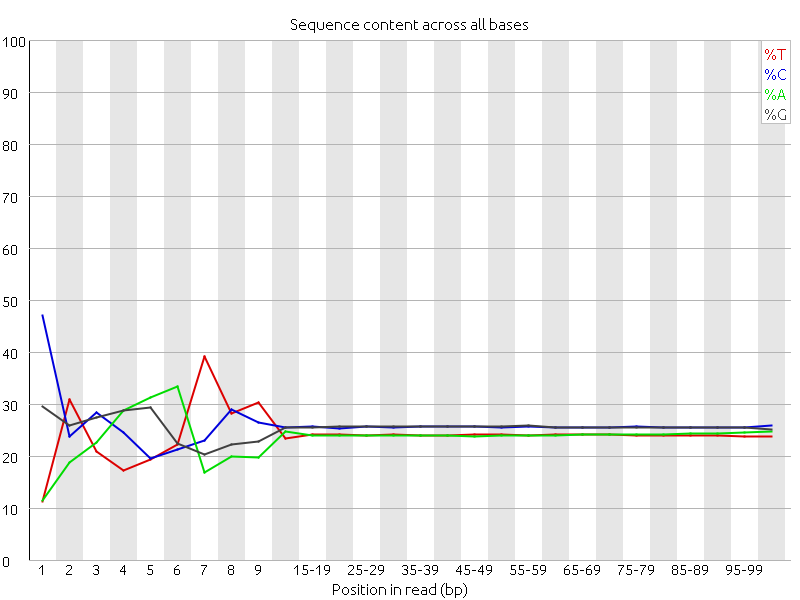 Sequence content across all bases
100
90
80
70
60
50
40
30
20
10
0
%T
%C
%A
%G
1 2 3 4 5 6 7 8 9 15-19 25-29 35-39 45-49 55-59 65-69 75-79 85-89 95-99
Position in read (bp)